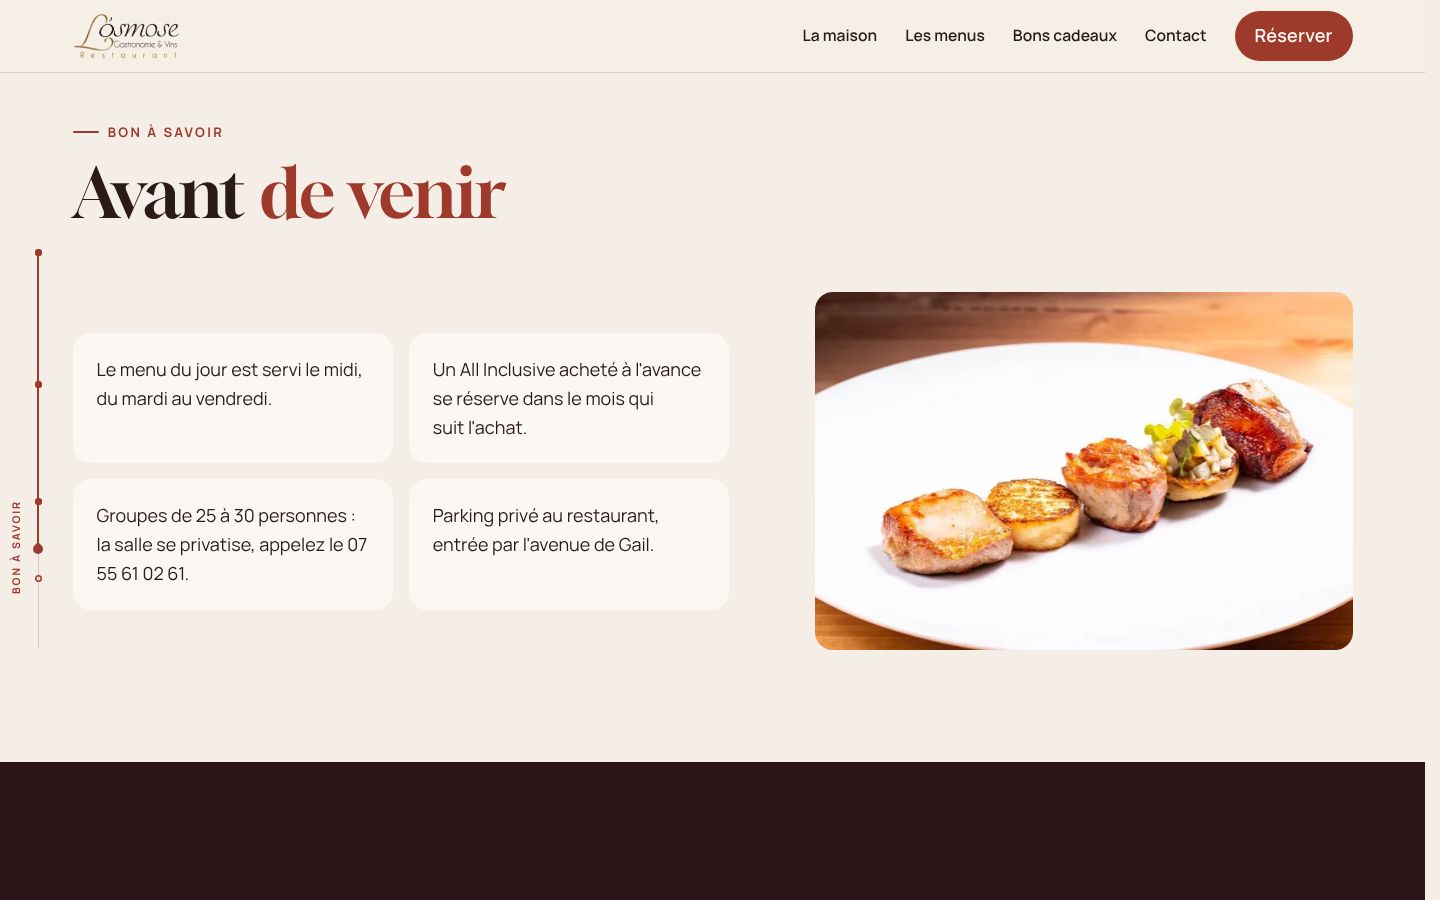 L'osmose
Gastronomie & Vins
Restaurant
La maison
Les menus
Bons cadeaux
Contact
Réserver
BON À SAVOIR
Avant de venir
Le menu du jour est servi le midi,
du mardi au vendredi.
Un All Inclusive acheté à l'avance
se réserve dans le mois qui
suit l'achat.
Groupes de 25 à 30 personnes :
la salle se privatise, appelez le 07
55 61 02 61.
Parking privé au restaurant,
entrée par l'avenue de Gail.
BON À SAVOIR